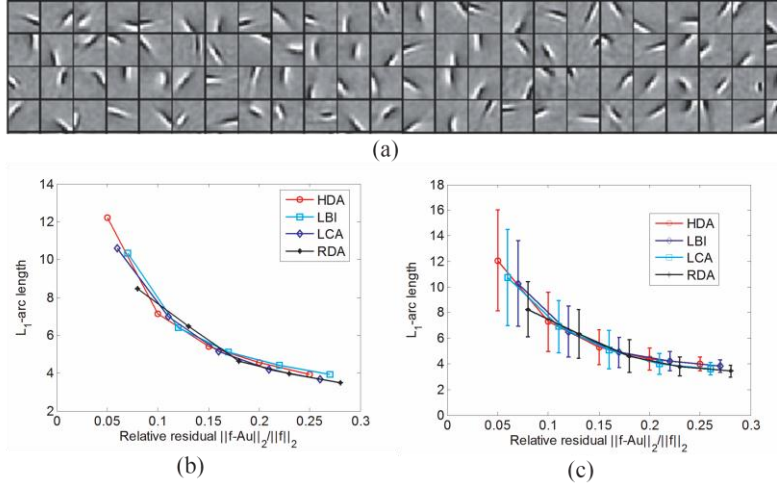 (a)
14
12
10
8
6
4
2
0
0.05
0.1
0.15
0.2
0.25
0.3
L1-arc length
Relative residual ||f-Au||2/||f||2
HDA
LBI
LCA
RDA
(b)
18
16
14
12
10
8
6
4
2
0
0
0.05
0.1
0.15
0.2
0.25
0.3
L1-arc length
Relative residual ||f-Au||2/||f||2
HDA
LBI
LCA
RDA
(c)